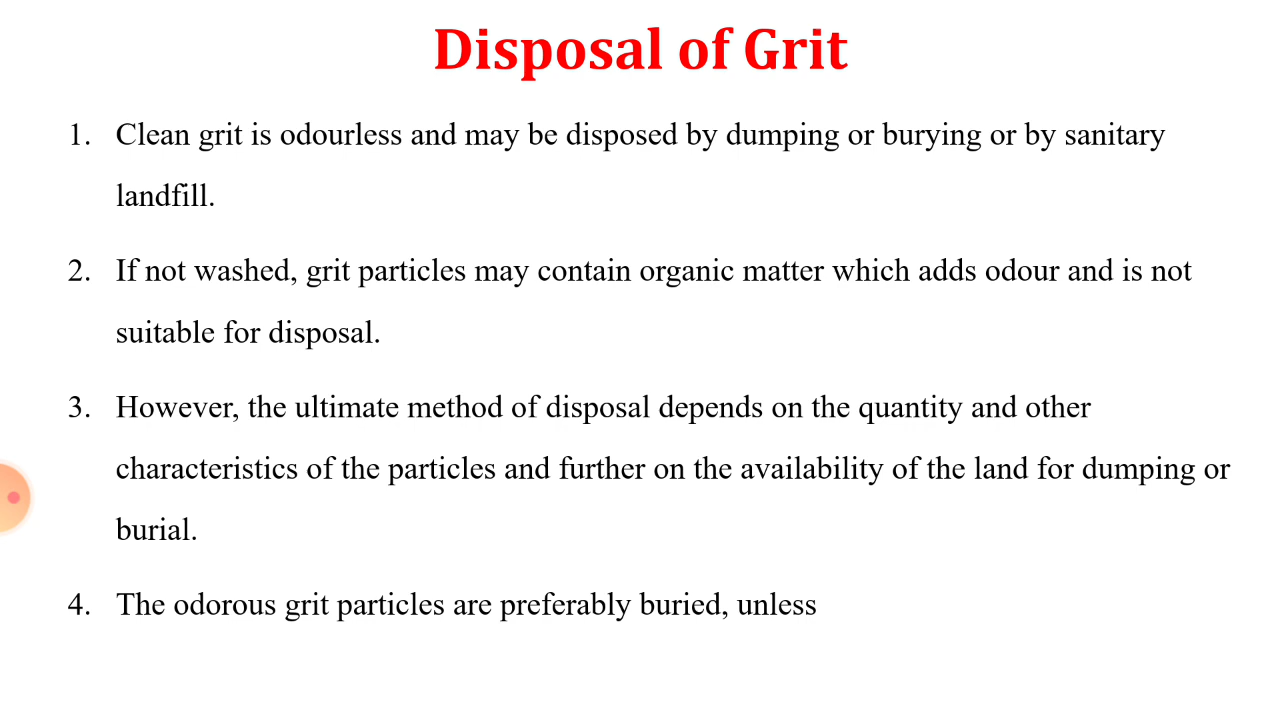 Disposal of Grit
1. Clean grit is odourless and may be disposed by dumping or burying or by sanitary
landfill.
2. If not washed, grit particles may contain organic matter which adds odour and is not
suitable for disposal.
3. However, the ultimate method of disposal depends on the quantity and other
characteristics of the particles and further on the availability of the land for dumping or
burial.
4. The odorous grit particles are preferably buried, unless